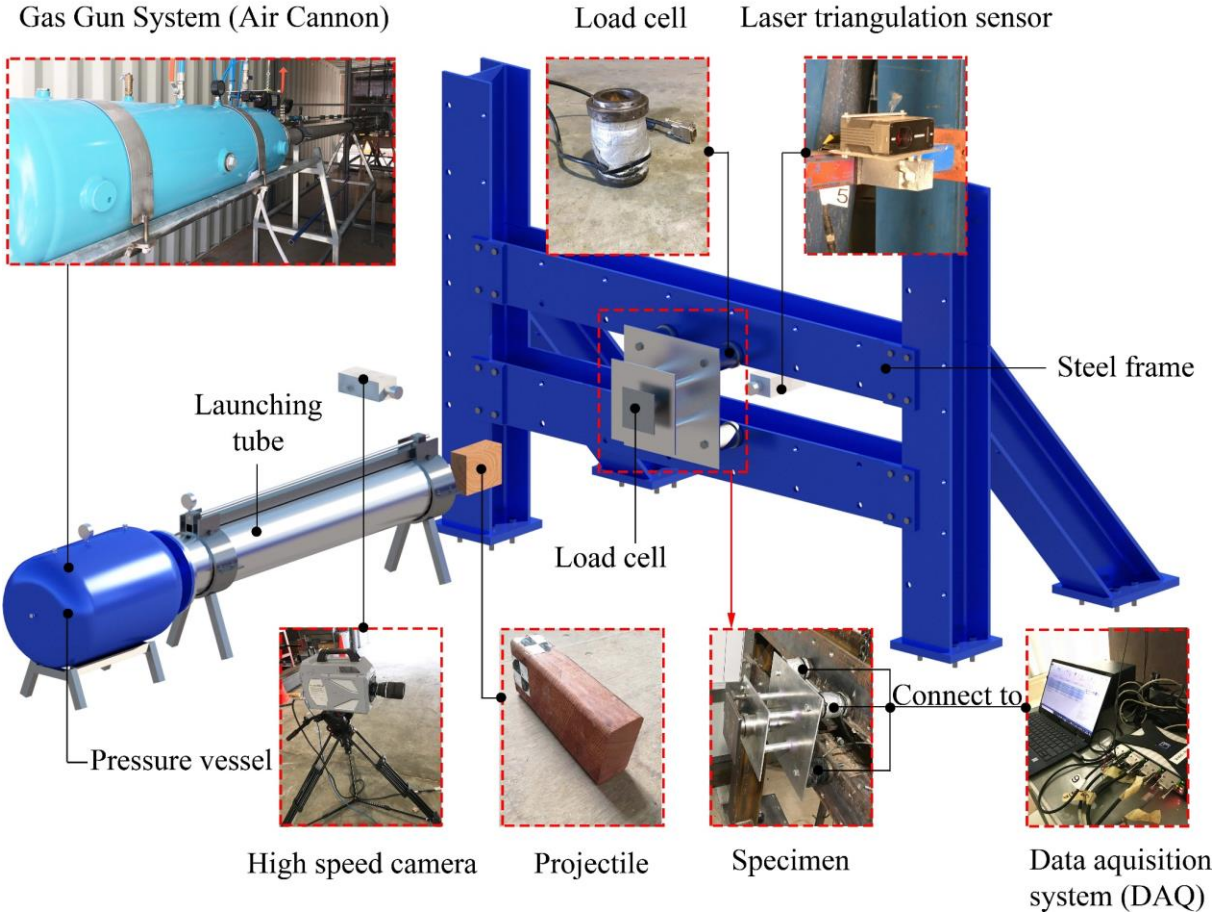 Gas Gun System (Air Cannon)
Load cell
Laser triangulation sensor
5
Steel frame
Launching
tube
Load cell
Connect to
Pressure vessel
High speed camera
Projectile
Specimen
Data aquisition
system (DAQ)